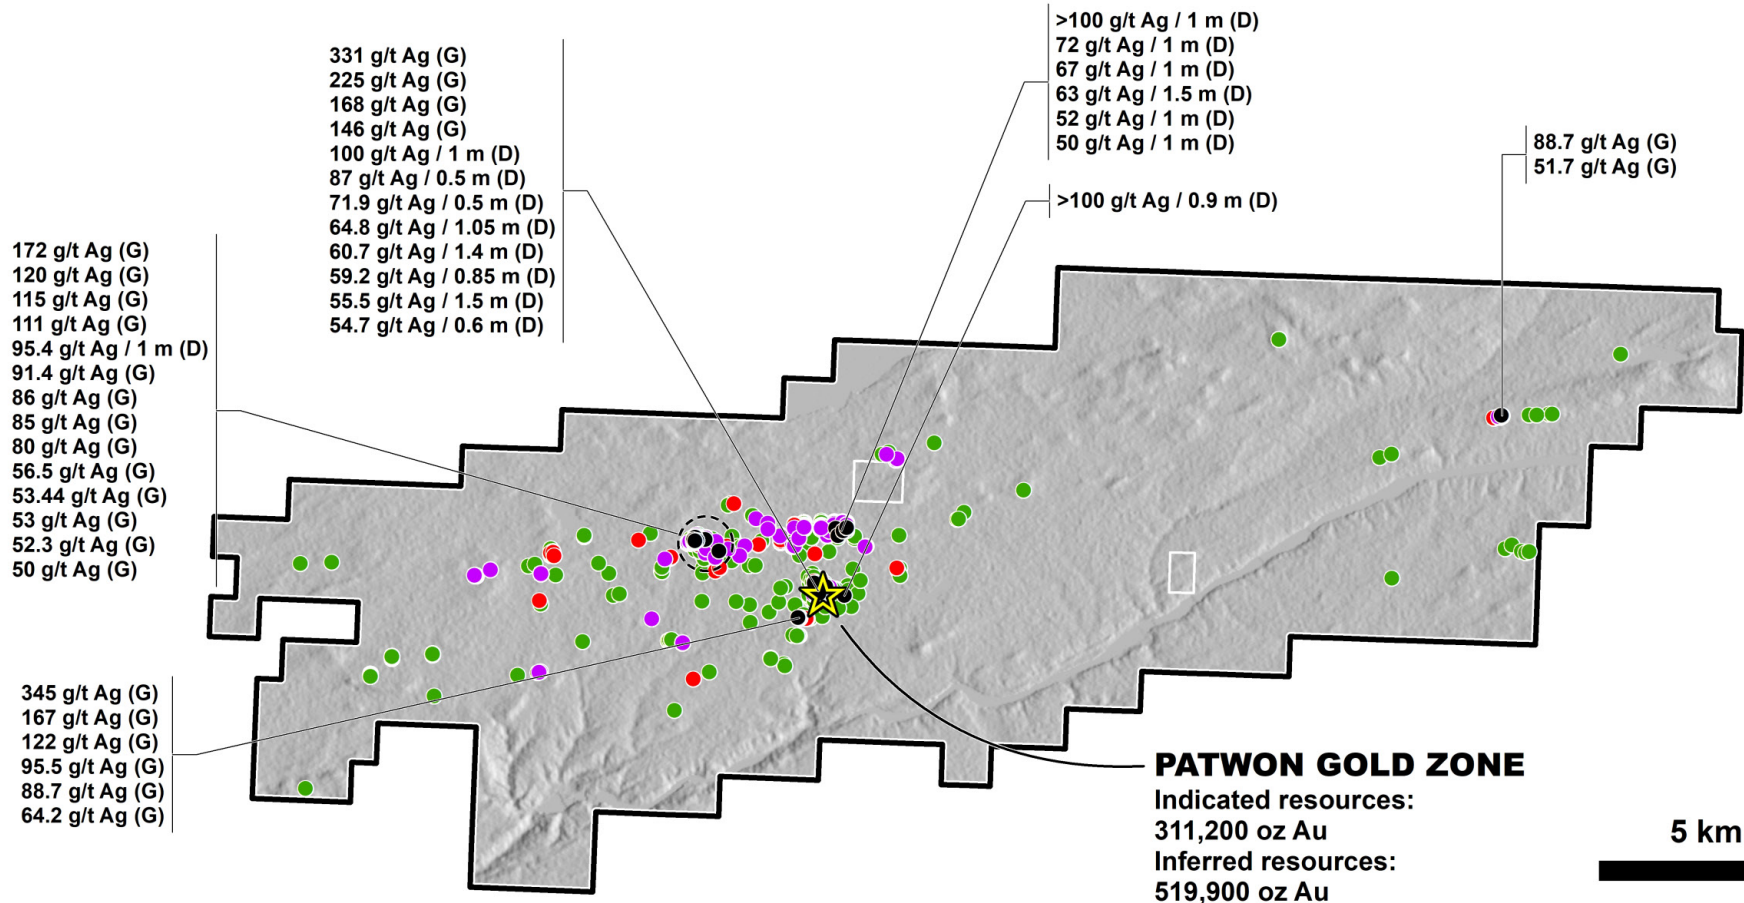 331 g/t Ag (G)
225 g/t Ag (G)
168 g/t Ag (G)
146 g/t Ag (G)
100 g/t Ag / 1 m (D)
87 g/t Ag / 0.5 m (D)
71.9 g/t Ag / 0.5 m (D)
64.8 g/t Ag / 1.05 m (D)
60.7 g/t Ag / 1.4 m (D)
59.2 g/t Ag / 0.85 m (D)
55.5 g/t Ag / 1.5 m (D)
54.7 g/t Ag / 0.6 m (D)
>100 g/t Ag / 1 m (D)
72 g/t Ag / 1 m (D)
67 g/t Ag / 1 m (D)
63 g/t Ag / 1.5 m (D)
52 g/t Ag / 1 m (D)
50 g/t Ag / 1 m (D)
>100 g/t Ag / 0.9 m (D)
88.7 g/t Ag (G)
51.7 g/t Ag (G)
172 g/t Ag (G)
120 g/t Ag (G)
115 g/t Ag (G)
111 g/t Ag (G)
95.4 g/t Ag / 1 m (D)
91.4 g/t Ag (G)
86 g/t Ag (G)
85 g/t Ag (G)
80 g/t Ag (G)
56.5 g/t Ag (G)
53.44 g/t Ag (G)
53 g/t Ag (G)
52.3 g/t Ag (G)
50 g/t Ag (G)
345 g/t Ag (G)
167 g/t Ag (G)
122 g/t Ag (G)
95.5 g/t Ag (G)
88.7 g/t Ag (G)
64.2 g/t Ag (G)
PATWON GOLD ZONE
Indicated resources:
311,200 oz Au
Inferred resources:
519,900 oz Au
5 km